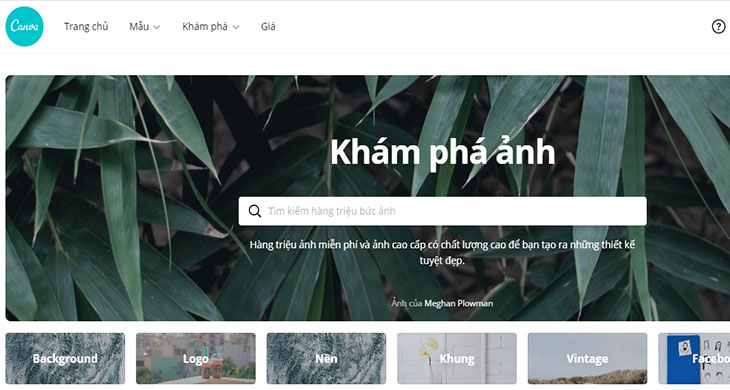 Canva
Trang chủ
Mẫu
Khám phá
Giá
?
Khám phá ảnh
Tìm kiếm hàng triệu bức ảnh
Hàng triệu ảnh miễn phí và ảnh cao cấp có chất lượng cao để bạn tạo ra những thiết kế
tuyệt đẹp.
Ảnh của Meghan Plowman
Background
Logo
Nền
Khung
Vintage
Facebo